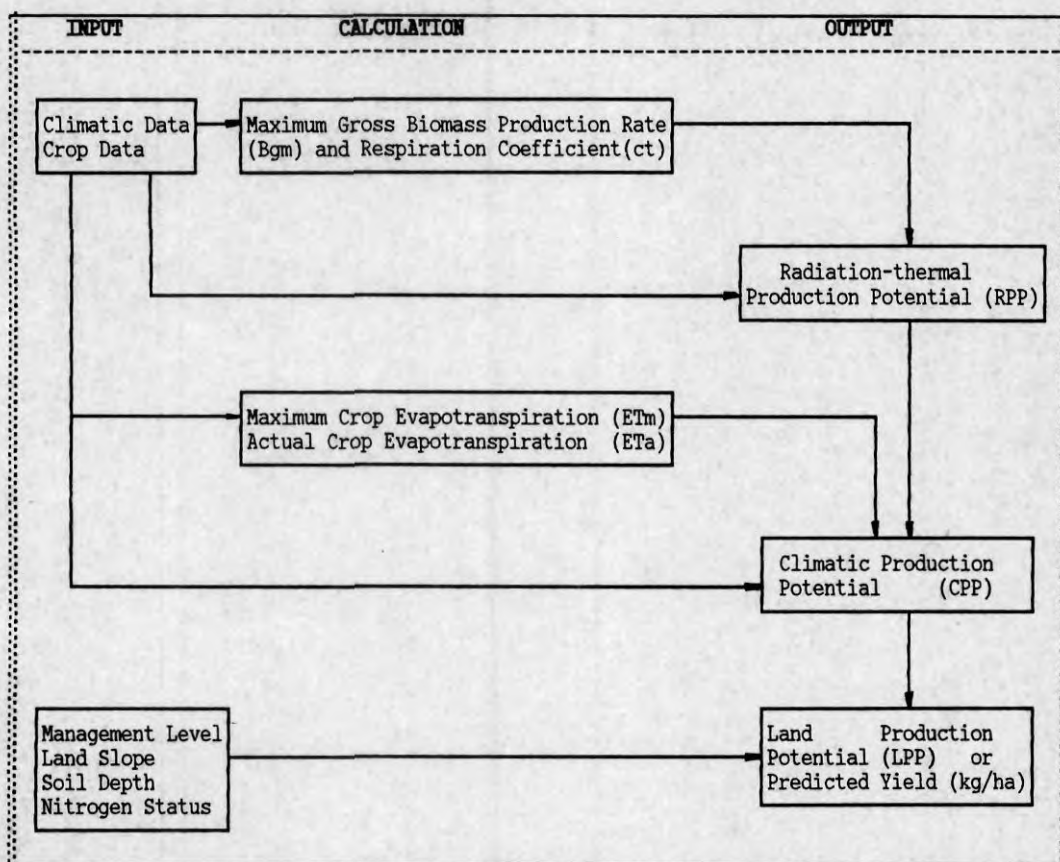 INPUT CALCULATION OUTPUT
Climatic Data
Crop Data
Maximum Gross Biomass Production Rate
(Bgm) and Respiration Coefficient(ct)
Radiation-thermal
Production Potential (RPP)
Maximum Crop Evapotranspiration (ETm)
Actual Crop Evapotranspiration (ETa)
Climatic Production
Potential (CPP)
Management Level
Land Slope
Soil Depth
Nitrogen Status
Land Production
Potential (LPP) or
Predicted Yield (kg/ha)